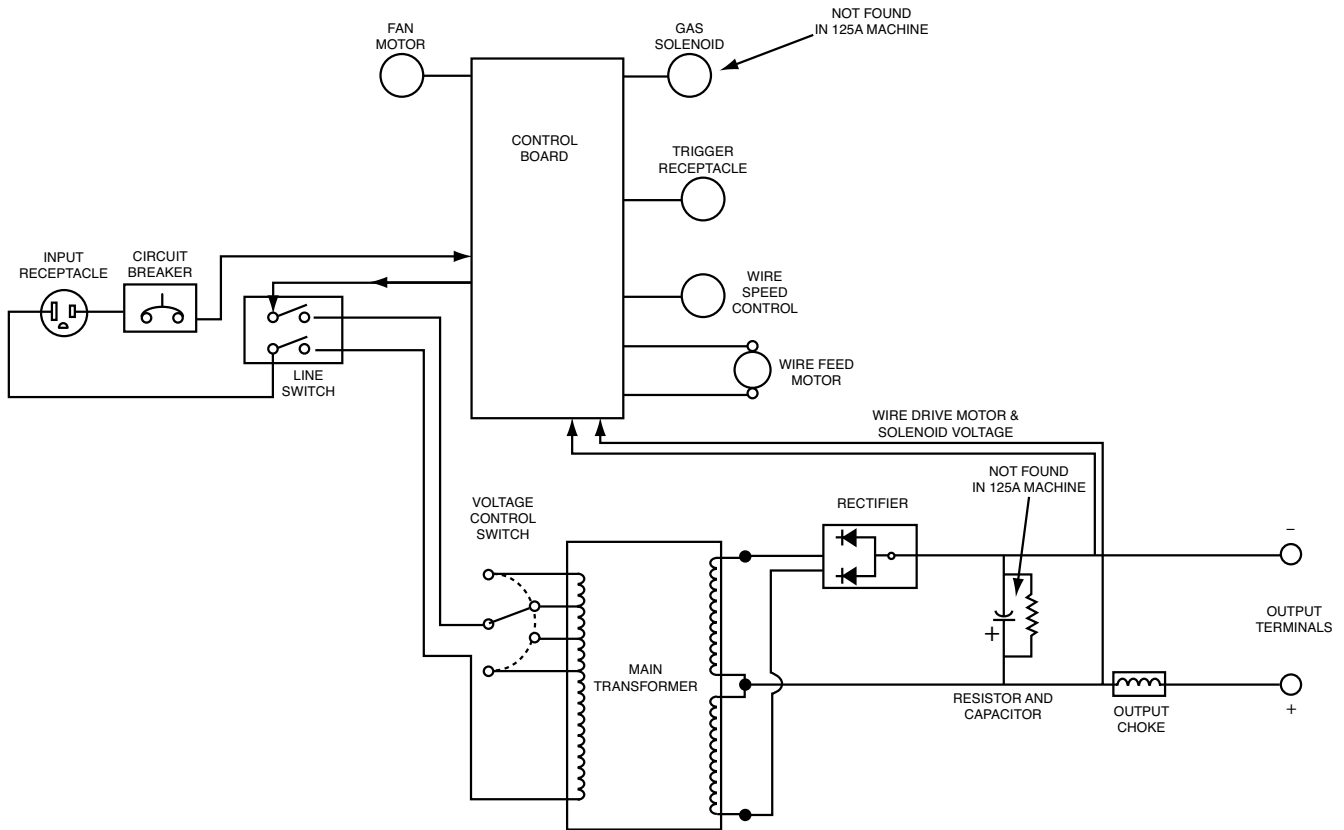 NOT FOUND
IN 125A MACHINE
FAN
MOTOR
GAS
SOLENOID
CONTROL
BOARD
TRIGGER
RECEPTACLE
INPUT
RECEPTACLE
CIRCUIT
BREAKER
WIRE
SPEED
CONTROL
LINE
SWITCH
WIRE FEED
MOTOR
WIRE DRIVE MOTOR &
SOLENOID VOLTAGE
NOT FOUND
IN 125A MACHINE
VOLTAGE
CONTROL
SWITCH
RECTIFIER
–
+
OUTPUT
TERMINALS
MAIN
TRANSFORMER
RESISTOR AND
CAPACITOR
OUTPUT
CHOKE
+